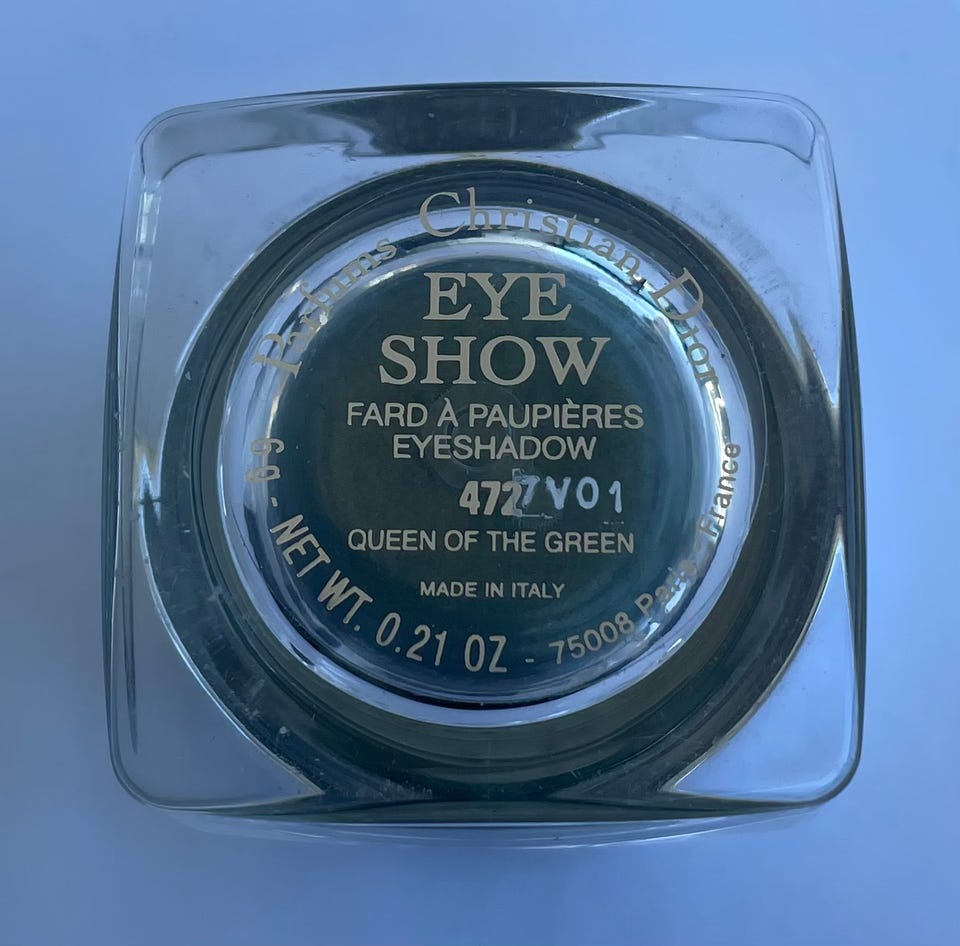 Parfums Christian Dior
EYE
SHOW
FARD À PAUPIÈRES
EYESHADOW
472 7V01
QUEEN OF THE GREEN
MADE IN ITALY
6g - NET WT. 0.21 OZ - 75008 Paris, France